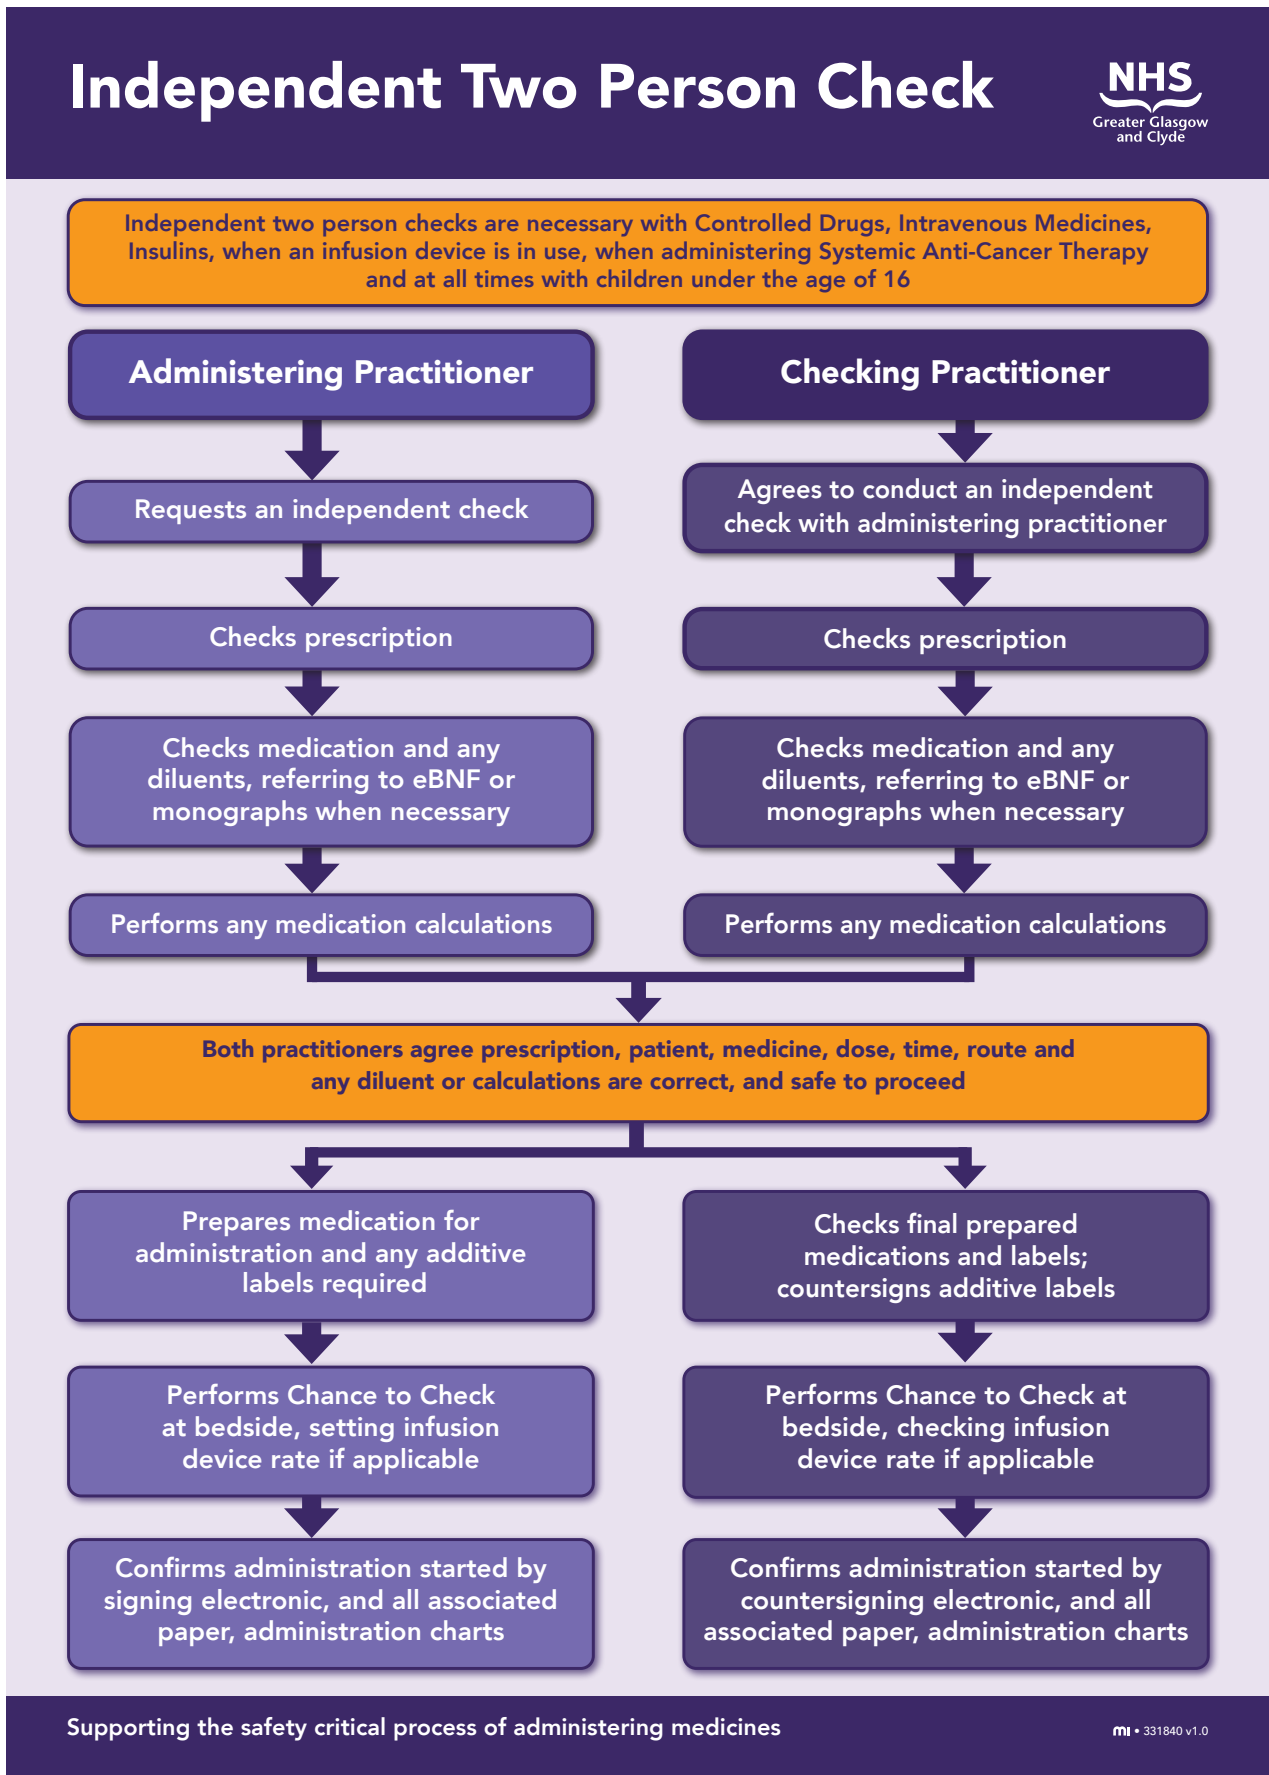 Independent Two Person Check
NHS
Greater Glasgow
and Clyde
Independent two person checks are necessary with Controlled Drugs, Intravenous Medicines,
Insulins, when an infusion device is in use, when administering Systemic Anti-Cancer Therapy
and at all times with children under the age of 16
Administering Practitioner
Requests an independent check
Checks prescription
Checks medication and any
diluents, referring to eBNF or
monographs when necessary
Performs any medication calculations
Checking Practitioner
Agrees to conduct an independent
check with administering practitioner
Checks prescription
Checks medication and any
diluents, referring to eBNF or
monographs when necessary
Performs any medication calculations
Both practitioners agree prescription, patient, medicine, dose, time, route and
any diluent or calculations are correct, and safe to proceed
Prepares medication for
administration and any additive
labels required
Performs Chance to Check
at bedside, setting infusion
device rate if applicable
Confirms administration started by
signing electronic, and all associated
paper, administration charts
Checks final prepared
medications and labels;
countersigns additive labels
Performs Chance to Check at
bedside, checking infusion
device rate if applicable
Confirms administration started by
countersigning electronic, and all
associated paper, administration charts
Supporting the safety critical process of administering medicines
mi • 331840 v1.0